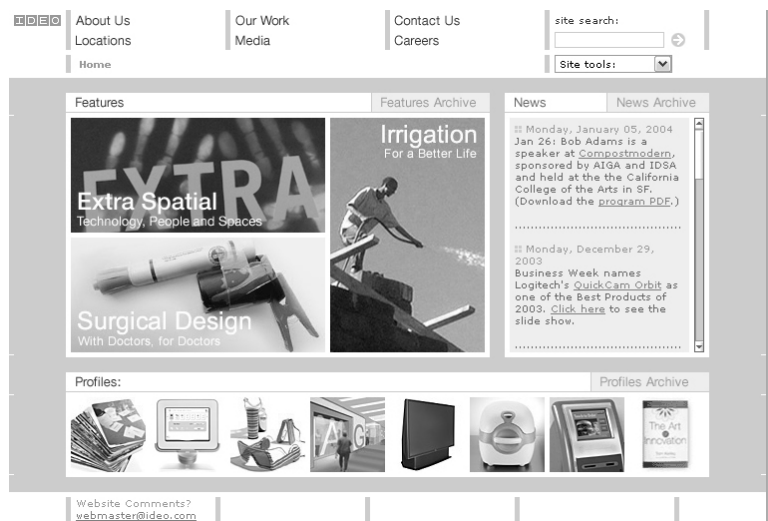 IDEO
About Us
Our Work
Contact Us
site search:
Locations
Media
Careers
Home
Site tools:
Features
Features Archive
EXTRA
Extra Spatial
Technology, People and Spaces
Irrigation
For a Better Life
Surgical Design
With Doctors, for Doctors
News
News Archive
Monday, January 05, 2004
Jan 26: Bob Adams is a
speaker at Compostmodern,
sponsored by AIGA and IDSA
and held at the the California
College of the Arts in SF.
(Download the program PDF.)
Monday, December 29,
2003
Business Week names
Logitech's QuickCam Orbit as
one of the Best Products of
2003. Click here to see the
slide show.
Profiles:
Profiles Archive
A G
The Art
of
Innovation
Website Comments?
webmaster@ideo.com